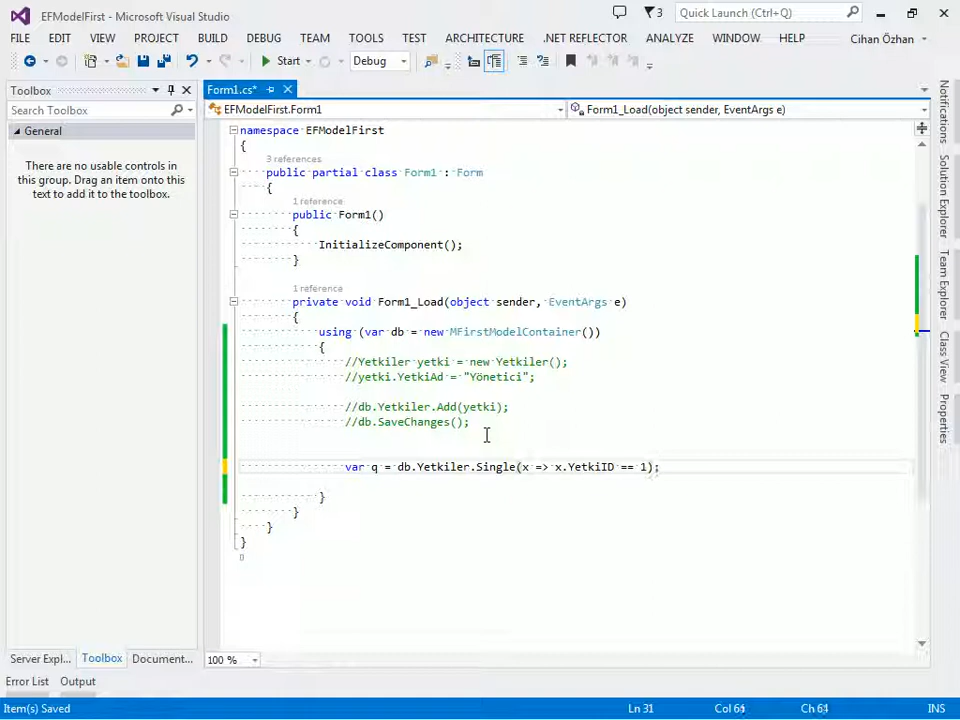 EFModelFirst - Microsoft Visual Studio
3
Quick Launch (Ctrl+Q)
FILE EDIT VIEW PROJECT BUILD DEBUG TEAM TOOLS TEST ARCHITECTURE .NET REFLECTOR ANALYZE WINDOW HELP Cihan Özhan
Start Debug
Toolbox
Search Toolbox
General
There are no usable controls in
this group. Drag an item onto this
text to add it to the toolbox.
Form1.cs*
EFModelFirst.Form1
Form1_Load(object sender, EventArgs e)
namespace EFModelFirst
{
3 references
public partial class Form1 : Form
{
1 reference
public Form1()
{
InitializeComponent();
}
1 reference
private void Form1_Load(object sender, EventArgs e)
{
using (var db = new MFirstModelContainer())
{
//Yetkiler yetki = new Yetkiler();
//yetki.YetkiAd = "Yönetici";
//db.Yetkiler.Add(yetki);
//db.SaveChanges();
var q = db.Yetkiler.Single(x => x.YetkiID == 1);
}
}
}
}
Notifications
Solution Explorer
Team Explorer
Class View
Properties
100 %
Server Expl... Toolbox Document...
Error List Output
Item(s) Saved
Ln 31
INS